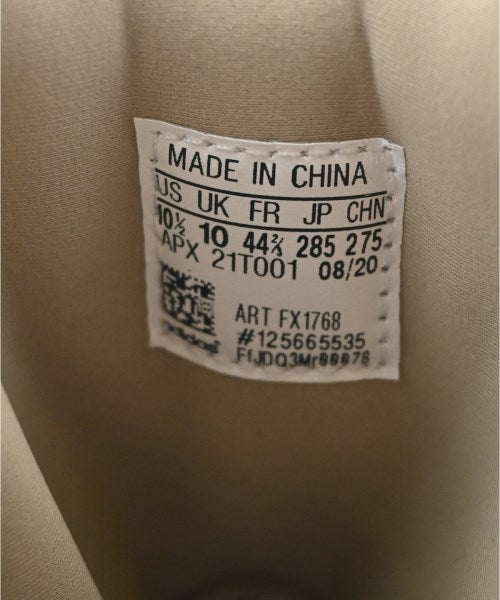 MADE IN CHINA
US UK FR JP CHN
10½ 10 44⅔ 285 275
APX 21T001 08/20
ART FX1768
#125665535
adidas